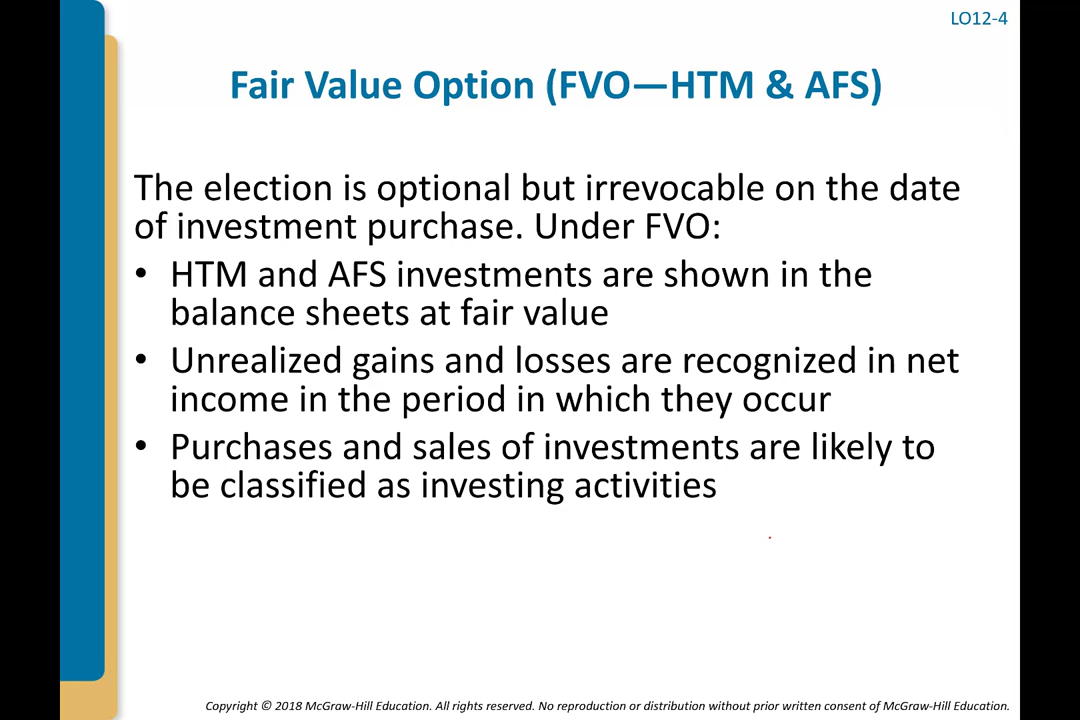 LO12-4
Fair Value Option (FVO—HTM & AFS)
The election is optional but irrevocable on the date
of investment purchase. Under FVO:
• HTM and AFS investments are shown in the
balance sheets at fair value
• Unrealized gains and losses are recognized in net
income in the period in which they occur
• Purchases and sales of investments are likely to
be classified as investing activities
Copyright © 2018 McGraw-Hill Education. All rights reserved. No reproduction or distribution without prior written consent of McGraw-Hill Education.